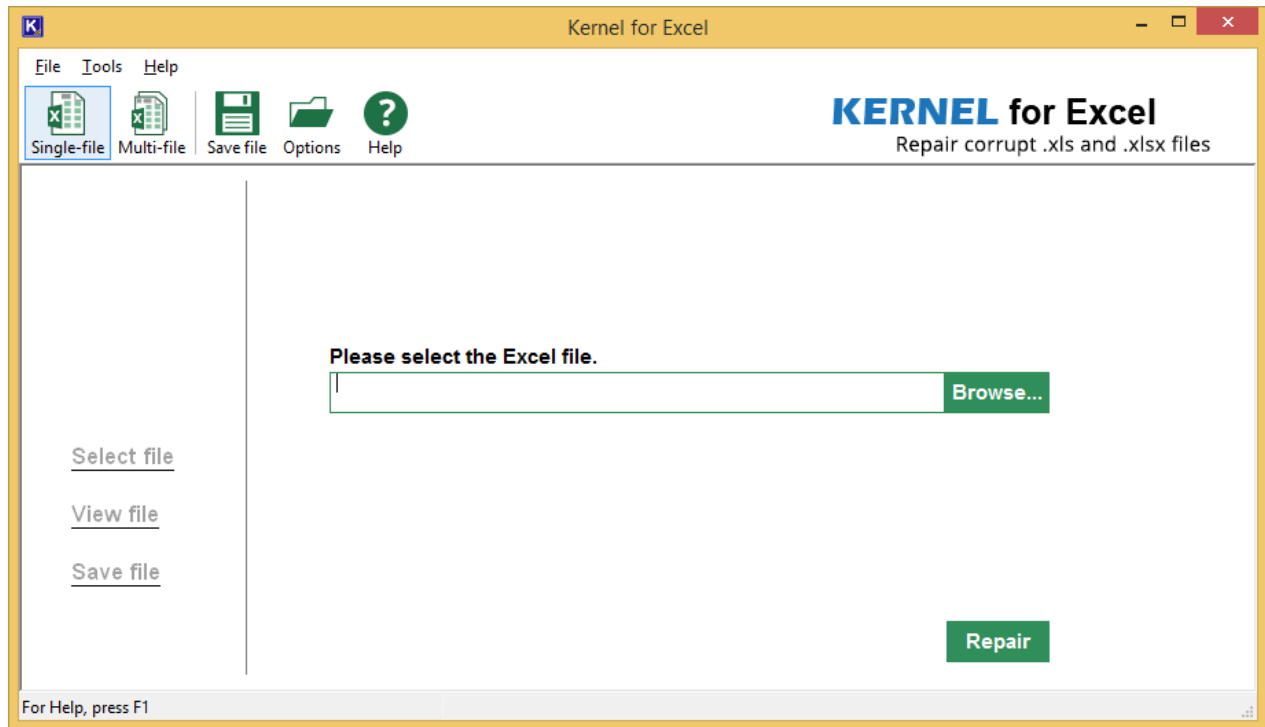 Kernel for Excel
File Tools Help
Single-file Multi-file Save file Options Help
KERNEL for Excel
Repair corrupt .xls and .xlsx files
Please select the Excel file.
Browse...
Select file
View file
Save file
Repair
For Help, press F1